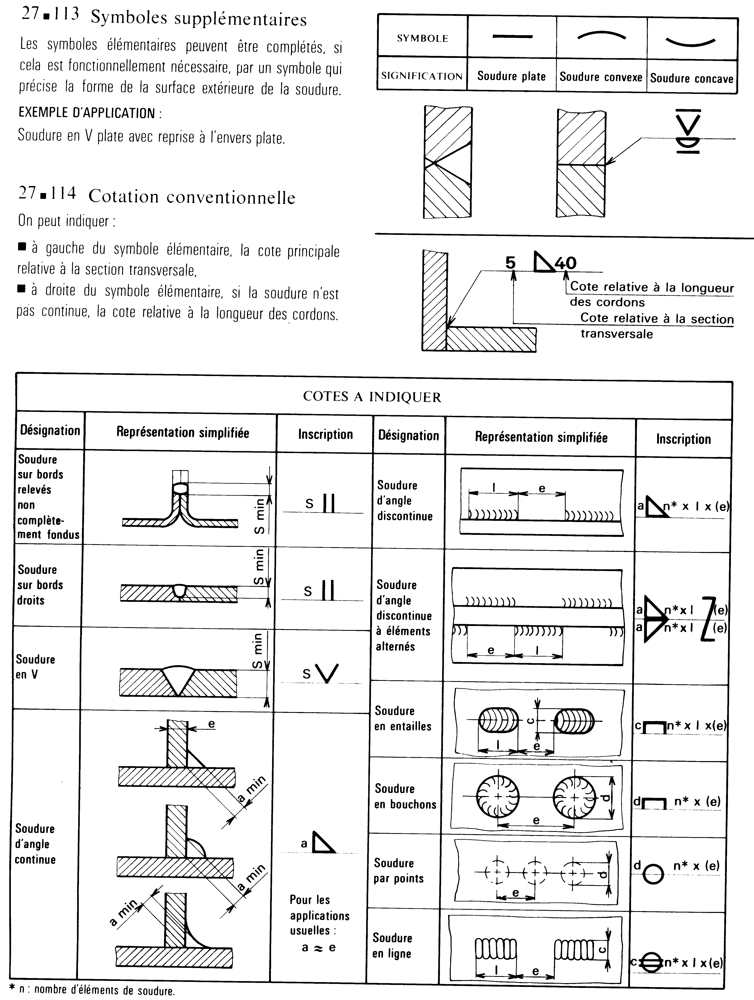 27■113 Symboles supplémentaires
Les symboles élémentaires peuvent être complétés, si
cela est fonctionnellement nécessaire, par un symbole qui
précise la forme de la surface extérieure de la soudure.
EXEMPLE D'APPLICATION :
Soudure en V plate avec reprise à l'envers plate.
SYMBOLE
SIGNIFICATION Soudure plate Soudure convexe Soudure concave
27■114 Cotation conventionnelle
On peut indiquer :
■ à gauche du symbole élémentaire, la cote principale
relative à la section transversale,
■ à droite du symbole élémentaire, si la soudure n'est
pas continue, la cote relative à la longueur des cordons.
5 40
Cote relative à la longueur
des cordons
Cote relative à la section
transversale
COTES A INDIQUER
Désignation Représentation simplifiée Inscription Désignation Représentation simplifiée Inscription
Soudure
sur bords
relevés
non
complète-
ment fondus
S min
s
Soudure
sur bords
droits
S min
s
Soudure
en V
S min
s
Soudure
d'angle
continue
e
a min
a min
a min
a
Pour les
applications
usuelles :
a ≈ e
Soudure
d'angle
discontinue
l e
a n* x l x (e)
Soudure
d'angle
discontinue
à éléments
alternés
e l
a n* x l (e)
a n* x l (e)
Soudure
en entailles
c
l e
c n* x l x (e)
Soudure
en bouchons
d
e
d n* x (e)
Soudure
par points
d
e
d n* x (e)
Soudure
en ligne
c
l e
c n* x l x (e)
* n : nombre d'éléments de soudure.